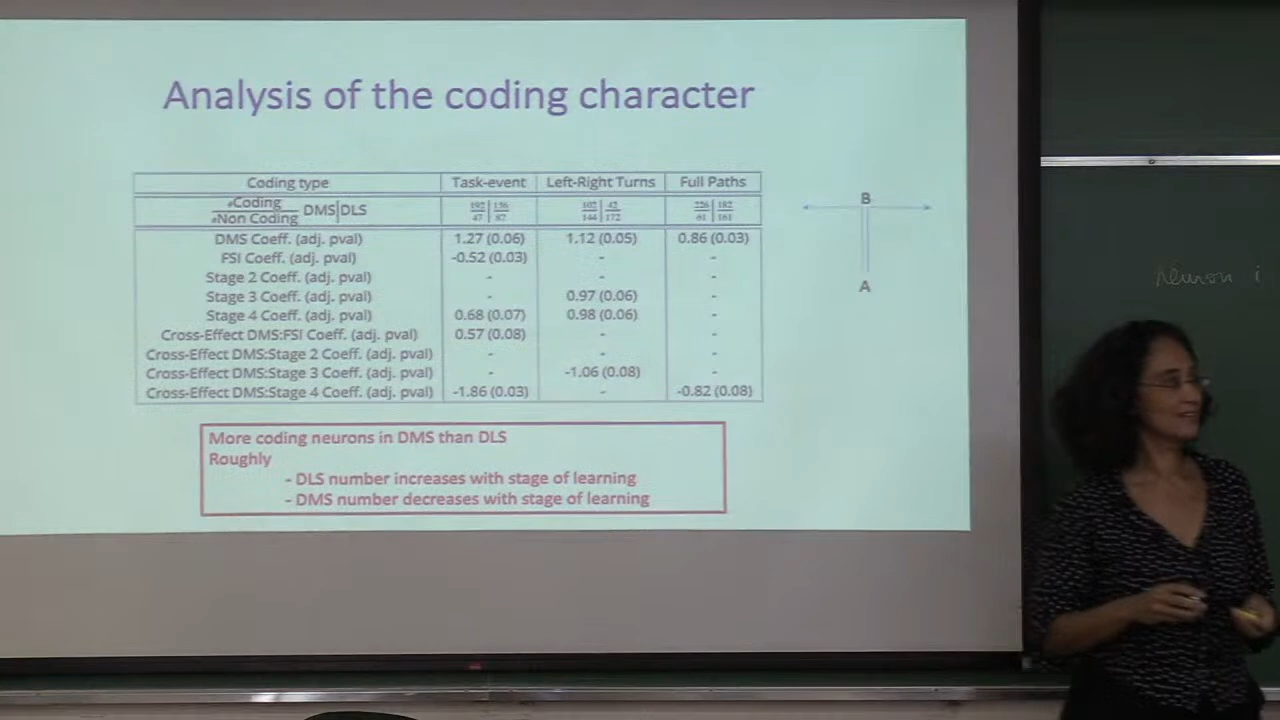 Analysis of the coding character
Coding type Task-event Left-Right Turns Full Paths
#Coding
#Non Coding DMS|DLS
DMS Coeff. (adj. pval) 1.27 (0.06) 1.12 (0.05) 0.86 (0.03)
FSI Coeff. (adj. pval) -0.52 (0.03) - -
Stage 2 Coeff. (adj. pval) - - -
Stage 3 Coeff. (adj. pval) - 0.97 (0.06) -
Stage 4 Coeff. (adj. pval) 0.68 (0.07) 0.98 (0.06) -
Cross-Effect DMS:FSI Coeff. (adj. pval) 0.57 (0.08) - -
Cross-Effect DMS:Stage 2 Coeff. (adj. pval) - - -
Cross-Effect DMS:Stage 3 Coeff. (adj. pval) - -1.06 (0.08) -
Cross-Effect DMS:Stage 4 Coeff. (adj. pval) -1.86 (0.03) - -0.82 (0.08)
More coding neurons in DMS than DLS
Roughly
- DLS number increases with stage of learning
- DMS number decreases with stage of learning
B
A
Neuron i